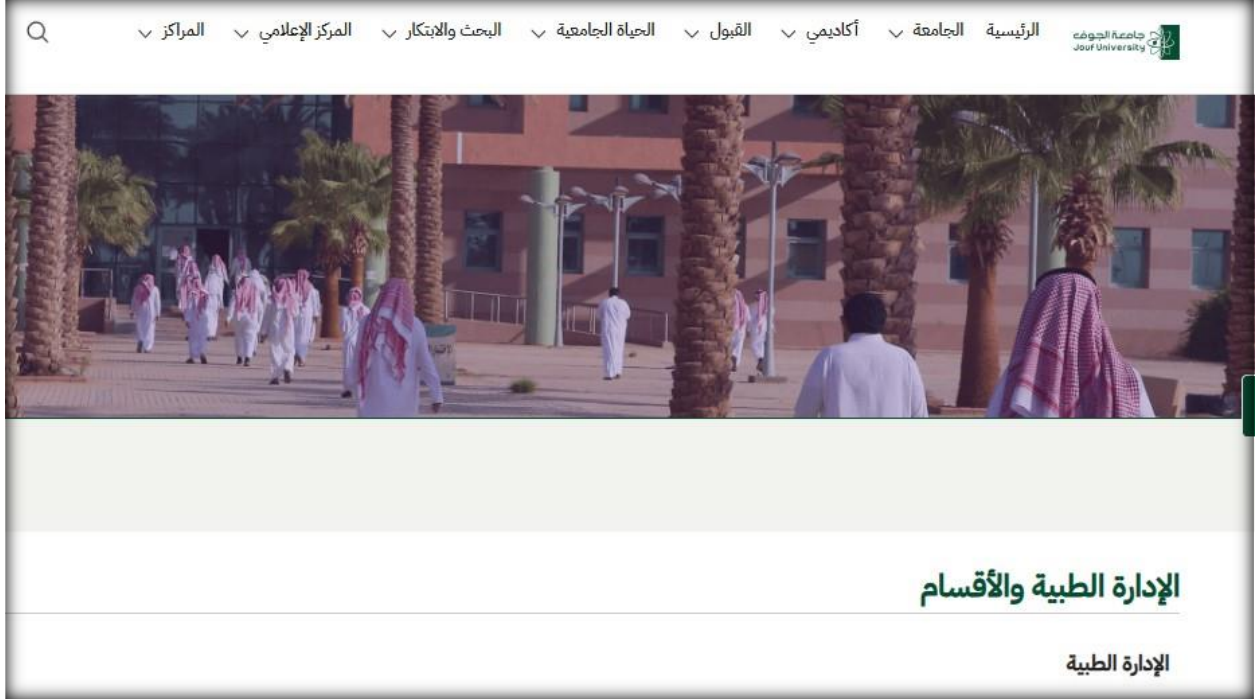 جامعة الجوف
Jouf University
الرئيسية الجامعة أكاديمي القبول الحياة الجامعية البحث والابتكار المركز الإعلامي المراكز
الإدارة الطبية والأقسام
الإدارة الطبية